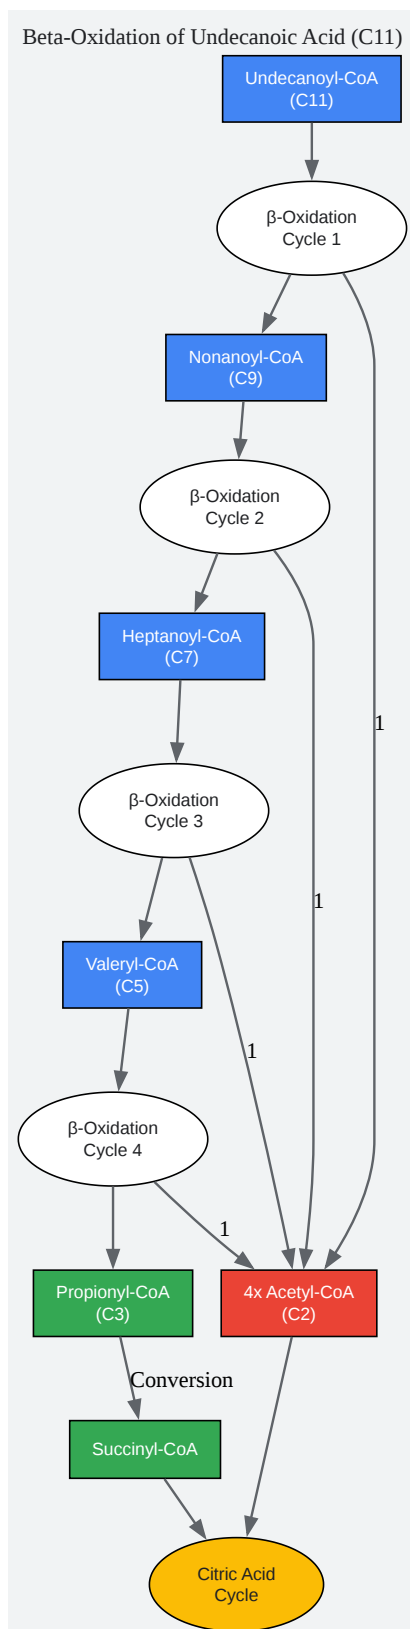 Beta-Oxidation of Undecanoic Acid (C11)
Undecanoyl-CoA
(C11)
β-Oxidation
Cycle 1
Nonanoyl-CoA
(C9)
β-Oxidation
Cycle 2
Heptanoyl-CoA
(C7)
1
β-Oxidation
Cycle 3
1
Valeryl-CoA
(C5)
1
β-Oxidation
Cycle 4
1
Propionyl-CoA
(C3)
4x Acetyl-CoA
(C2)
Conversion
Succinyl-CoA
Citric Acid
Cycle